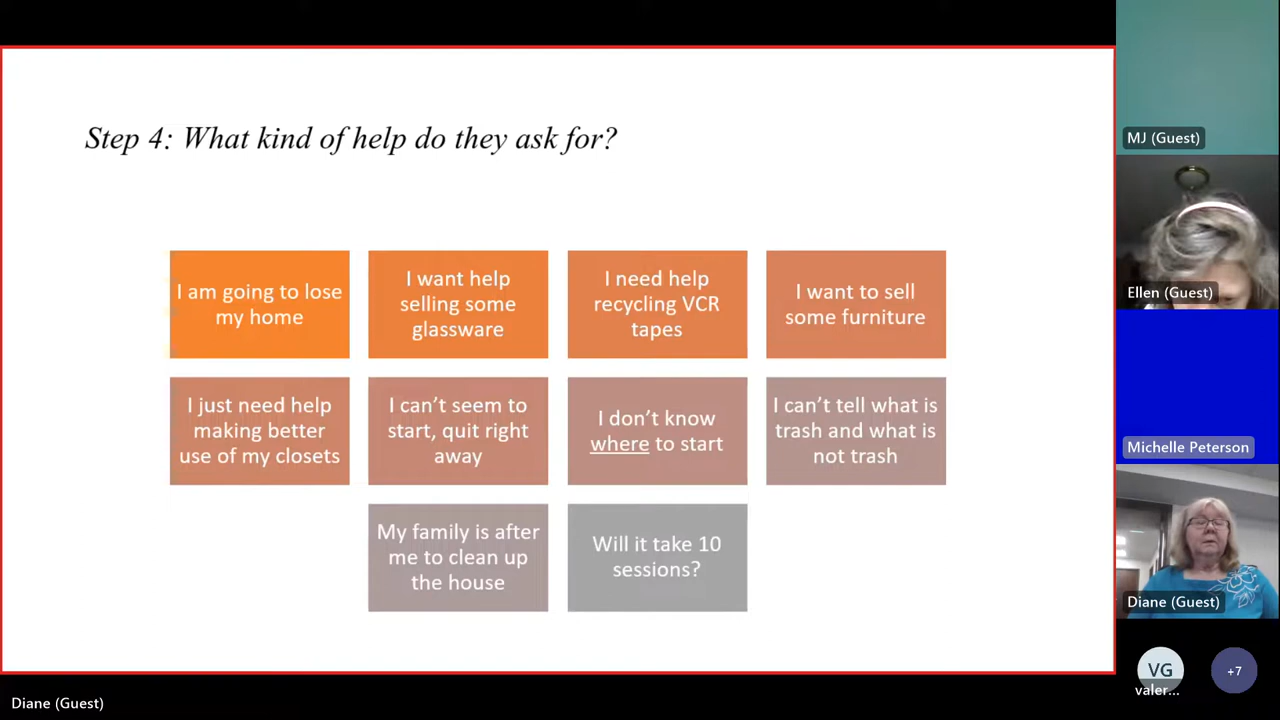 Step 4: What kind of help do they ask for?
I am going to lose
my home
I want help
selling some
glassware
I need help
recycling VCR
tapes
I want to sell
some furniture
I just need help
making better
use of my closets
I can’t seem to
start, quit right
away
I don’t know
where to start
I can’t tell what is
trash and what is
not trash
My family is after
me to clean up
the house
Will it take 10
sessions?
MJ (Guest)
Ellen (Guest)
Michelle Peterson
Diane (Guest)
VG
valer...
+7
Diane (Guest)